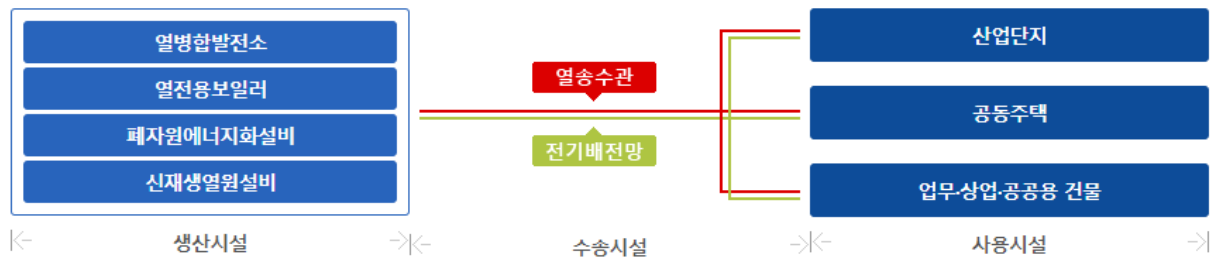 열병합발전소
열전용보일러
폐자원에너지화설비
신재생열원설비
열송수관
전기배전망
산업단지
공동주택
업무·상업·공공용 건물
생산시설
수송시설
사용시설